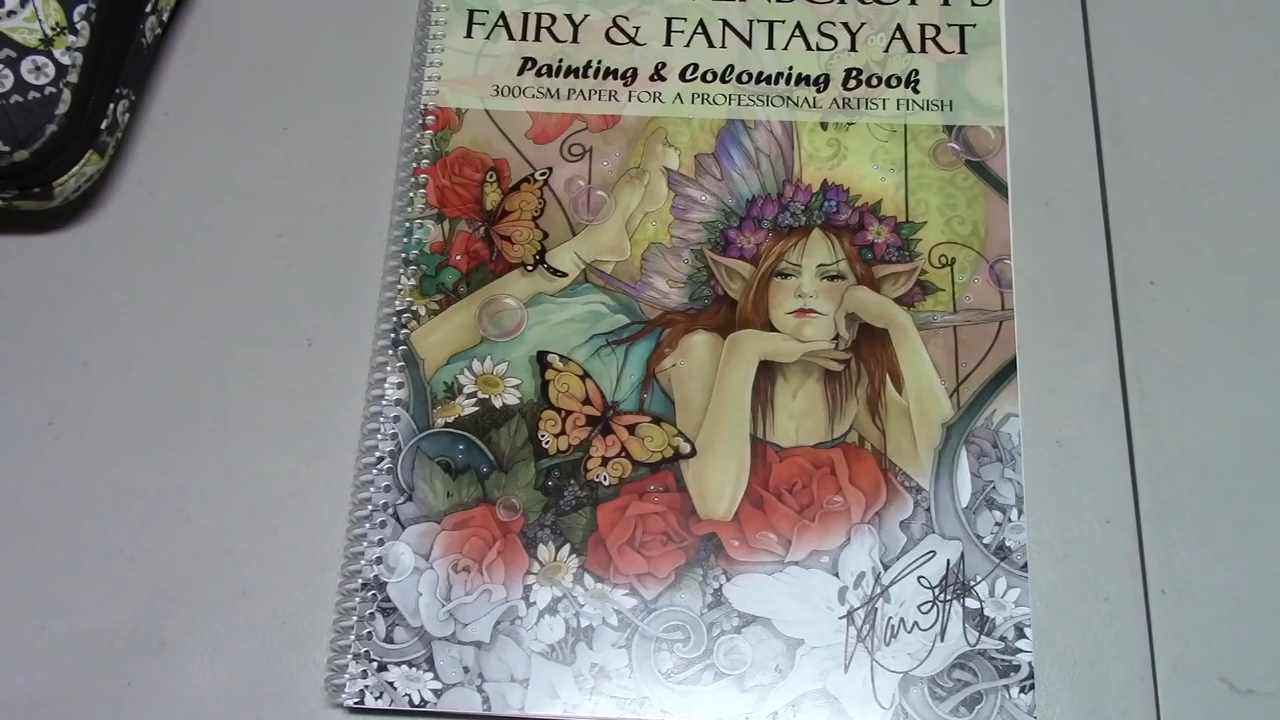 FAIRY & FANTASY ART
Painting & Colouring Book
300GSM PAPER FOR A PROFESSIONAL ARTIST FINISH